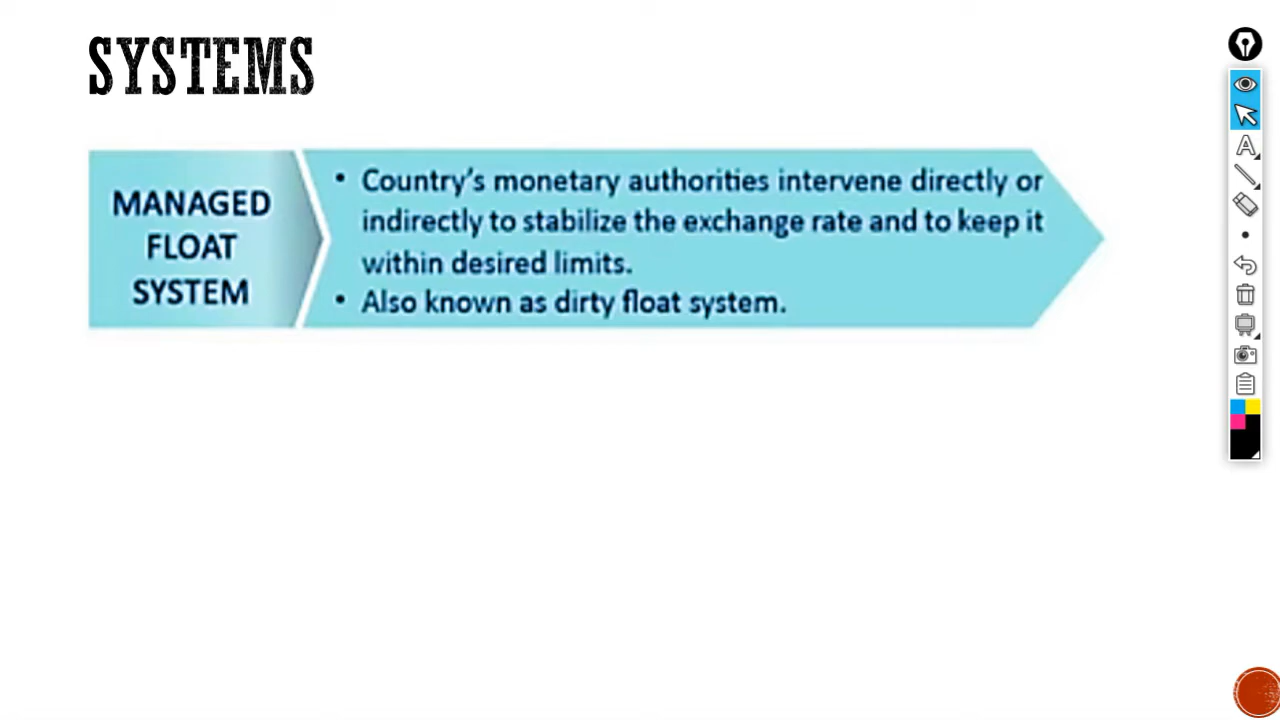 SYSTEMS
MANAGED
FLOAT
SYSTEM
• Country's monetary authorities intervene directly or
indirectly to stabilize the exchange rate and to keep it
within desired limits.
• Also known as dirty float system.
A